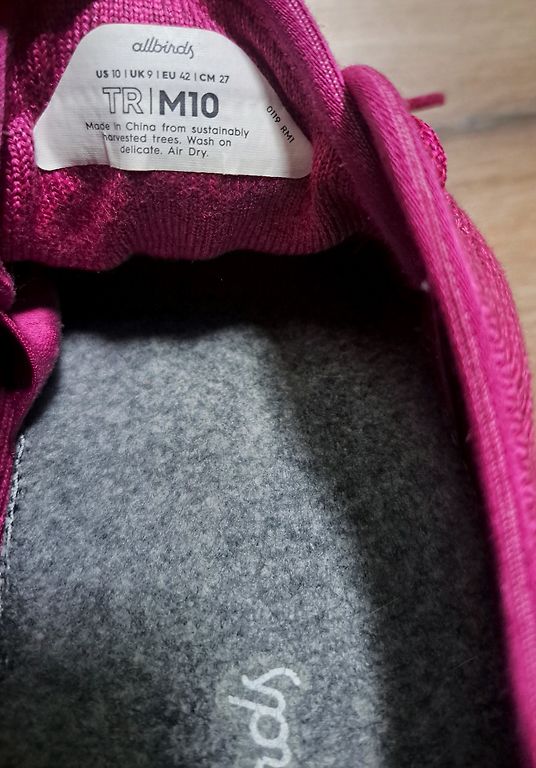 allbirds
US 10 | UK 9 | EU 42 | CM 27
TR | M10
Made in China from sustainably
harvested trees. Wash on
delicate. Air Dry.
0119 RM1